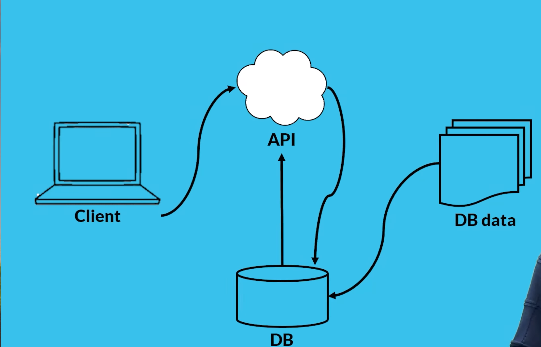 API
Client
DB data
DB